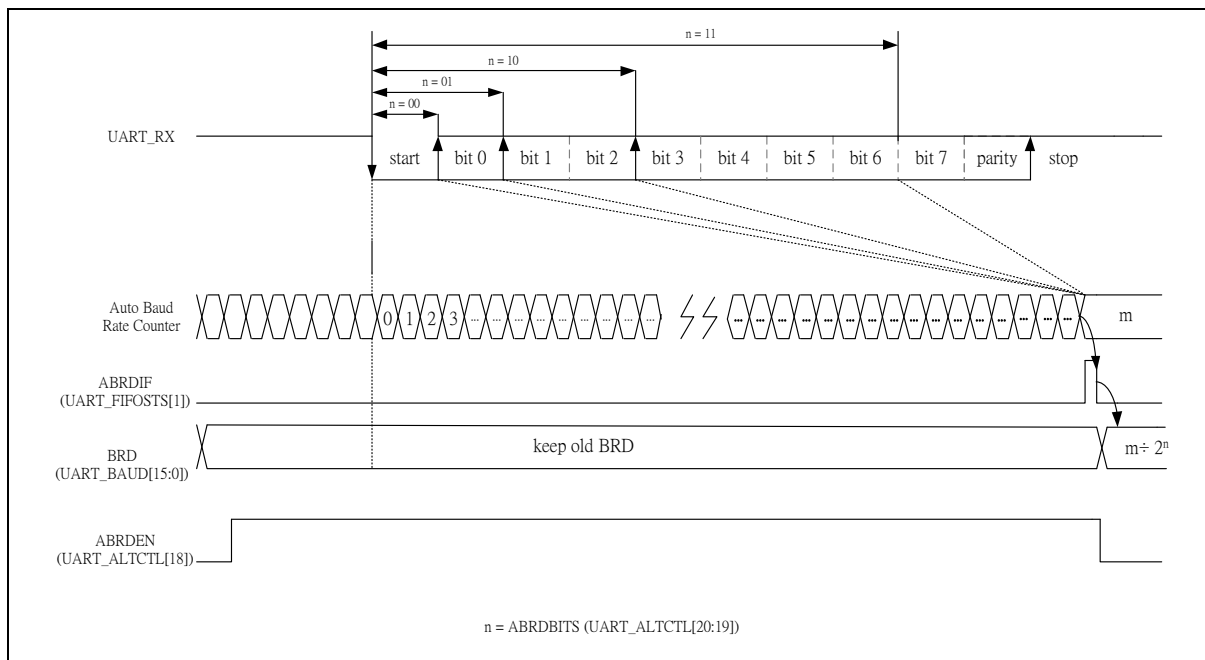 n = 11
n = 10
n = 01
n = 00
UART_RX
start bit 0 bit 1 bit 2 bit 3 bit 4 bit 5 bit 6 bit 7 parity stop
Auto Baud
Rate Counter
0 1 2 3 ... ... ... ... ... ... ... ... ... ... ... ... ... ... ... ... ... ... ... ... ... ... ... ... m
ABRDIF
(UART_FIFOSTS[1])
keep old BRD
BRD
(UART_BAUD[15:0])
m÷ 2ⁿ
ABRDEN
(UART_ALTCTL[18])
n = ABRDBITS (UART_ALTCTL[20:19])